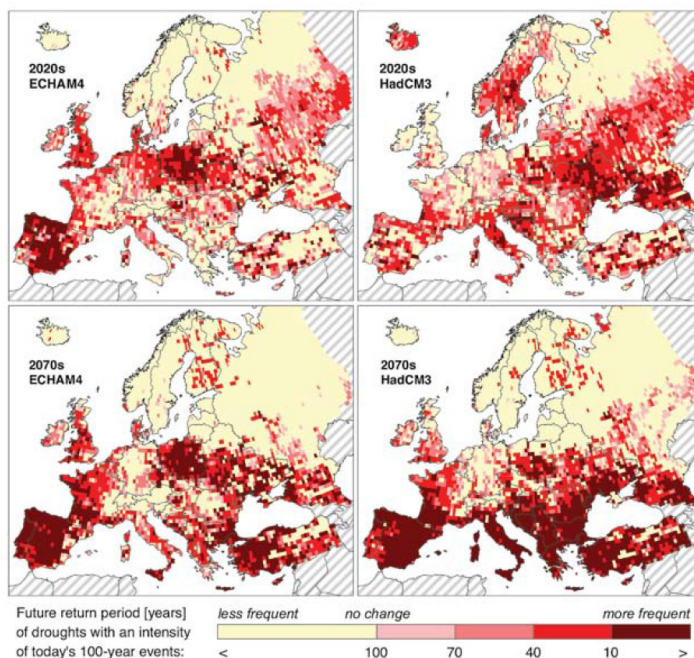 2020s
ECHAM4
2020s
HadCM3
2070s
ECHAM4
2070s
HadCM3
Future return period [years]
of droughts with an intensity
of today's 100-year events:
less frequent no change more frequent
< 100 70 40 10 >